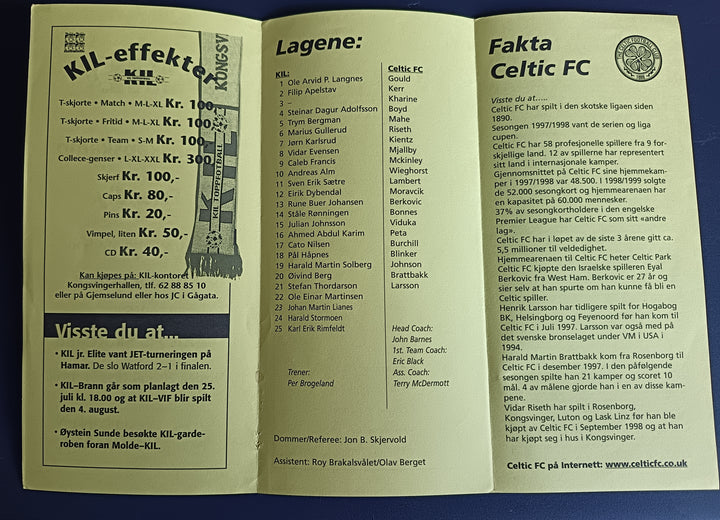 KIL-effekter
KIL
T-skjorte • Match • M-L-XL Kr. 100,-
T-skjorte • Fritid • M-L-XL Kr. 100,-
T-skjorte • Team • S-M Kr. 100,-
Collece-genser • L-XL-XXL Kr. 300,-
Skjerf Kr. 100,-
Caps Kr. 80,-
Pins Kr. 20,-
Vimpel, liten Kr. 50,-
CD Kr. 40,-
KONGSV
KIL TOPPFOTBALL
KIL
Kan kjøpes på: KIL-kontoret i
Kongsvingerhallen, tlf. 62 88 85 10
eller på Gjemselund eller hos JC i Gågata.
Visste du at...
• KIL jr. Elite vant JET-turneringen på
Hamar. De slo Watford 2–1 i finalen.
• KIL–Brann går som planlagt den 25.
juli kl. 18.00 og at KIL–VIF blir spilt
den 4. august.
• Øystein Sunde besøkte KIL-garde-
roben foran Molde–KIL.
Lagene:
KIL:
1 Ole Arvid P. Langnes
2 Filip Apelstav
3 –
4 Steinar Dagur Adolfsson
5 Trym Bergman
6 Marius Gullerud
7 Jørn Karlsrud
8 Vidar Evensen
9 Caleb Francis
10 Andreas Alm
11 Sven Erik Sætre
12 Eirik Dybendal
13 Rune Buer Johansen
14 Ståle Rønningen
15 Julian Johnsson
16 Ahmed Abdul Karim
17 Cato Nilsen
18 Pål Håpnes
19 Harald Martin Solberg
20 Øivind Berg
21 Stefan Thordarson
22 Ole Einar Martinsen
23 Johan Martin Lianes
24 Harald Stormoen
25 Karl Erik Rimfeldt
Trener:
Per Brogeland
Celtic FC
Gould
Kerr
Kharine
Boyd
Mahe
Riseth
Kientz
Mjallby
Mckinley
Wieghorst
Lambert
Moravcik
Berkovic
Bonnes
Viduka
Peta
Burchill
Blinker
Johnson
Brattbakk
Larsson
Head Coach:
John Barnes
1st. Team Coach:
Eric Black
Ass. Coach:
Terry McDermott
Dommer/Referee: Jon B. Skjervold
Assistent: Roy Brakalsvålet/Olav Berget
Fakta
Celtic FC
Visste du at.....
Celtic FC har spilt i den skotske ligaen siden
1890.
Sesongen 1997/1998 vant de serien og liga
cupen.
Celtic FC har 58 profesjonelle spillere fra 9 for-
skjellige land. 12 av spillerne har representert
sitt land i internasjonale kamper.
Gjennomsnittet på Celtic FC sine hjemmekam-
per i 1997/1998 var 48.500. I 1998/1999 solgte
de 52.000 sesongkort og hjemmearenaen har
en kapasitet på 60.000 mennesker.
37% av sesongkortholdere i den engelske
Premier League har Celtic FC som sitt «andre
lag».
Celtic FC har i løpet av de siste 3 årene gitt ca.
5,5 millioner til veldedighet.
Hjemmearenaen til Celtic FC heter Celtic Park
Celtic FC kjøpte den Israelske spilleren Eyal
Berkovic fra West Ham. Berkovic er 27 år og
sier selv at han spurte om han kunne få bli en
Celtic spiller.
Henrik Larsson har tidligere spilt for Hogabog
BK, Helsingborg og Feyenoord før han kom til
Celtic FC i Juli 1997. Larsson var også med på
det svenske bronselaget under VM i USA i
1994.
Harald Martin Brattbakk kom fra Rosenborg til
Celtic FC i desember 1997. I den påfølgende
sesongen spilte han 21 kamper og scoret 10
mål. 4 av målene gjorde han i en av disse kam-
pene.
Vidar Riseth har spilt i Rosenborg,
Kongsvinger, Luton og Lask Linz før han ble
kjøpt av Celtic FC i September 1998 og at han
har kjøpt seg i hus i Kongsvinger.
Celtic FC på Internett: www.celticfc.co.uk